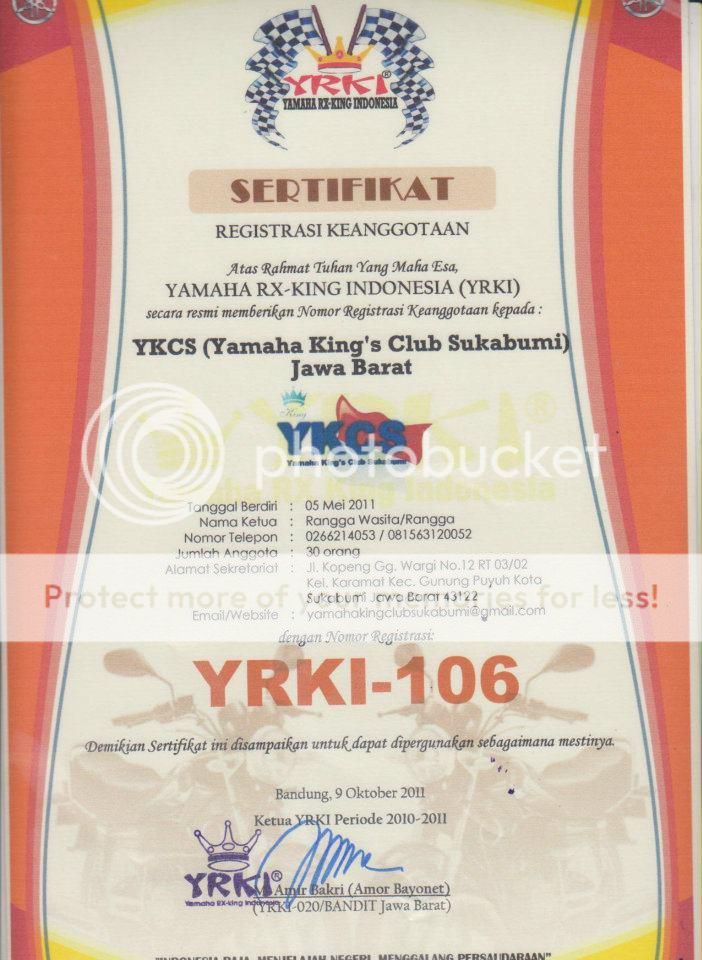 YRKI®
YAMAHA RX-KING INDONESIA
SERTIFIKAT
REGISTRASI KEANGGOTAAN
Atas Rahmat Tuhan Yang Maha Esa,
YAMAHA RX-KING INDONESIA (YRKI)
secara resmi memberikan Nomor Registrasi Keanggotaan kepada :
YKCS (Yamaha King's Club Sukabumi)
Jawa Barat
King
YKCS
Yamaha King's Club Sukabumi
YRKI®
Yamaha RX-King Indonesia
photobucket
Tanggal Berdiri : 05 Mei 2011
Nama Ketua : Rangga Wasita/Rangga
Nomor Telepon : 0266214053 / 081563120052
Jumlah Anggota : 30 orang
Alamat Sekretariat : Jl. Kopeng Gg. Wargi No.12 RT 03/02
Kel. Karamat Kec. Gunung Puyuh Kota
Sukabumi Jawa Barat 43122
Protect more of your memories for less!
Email/Website : yamahakingclubsukabumi@gmail.com
dengan Nomor Registrasi:
YRKI-106
Demikian Sertifikat ini disampaikan untuk dapat dipergunakan sebagaimana mestinya.
Bandung, 9 Oktober 2011
Ketua YRKI Periode 2010-2011
YRKI®
Yamaha RX-king Indonesia
M. Amir Bakri (Amor Bayonet)
(YRKI-020/BANDIT Jawa Barat)
"INDONESIA RAJA, MENJELAJAH NEGERI, MENGGALANG PERSAUDARAAN"